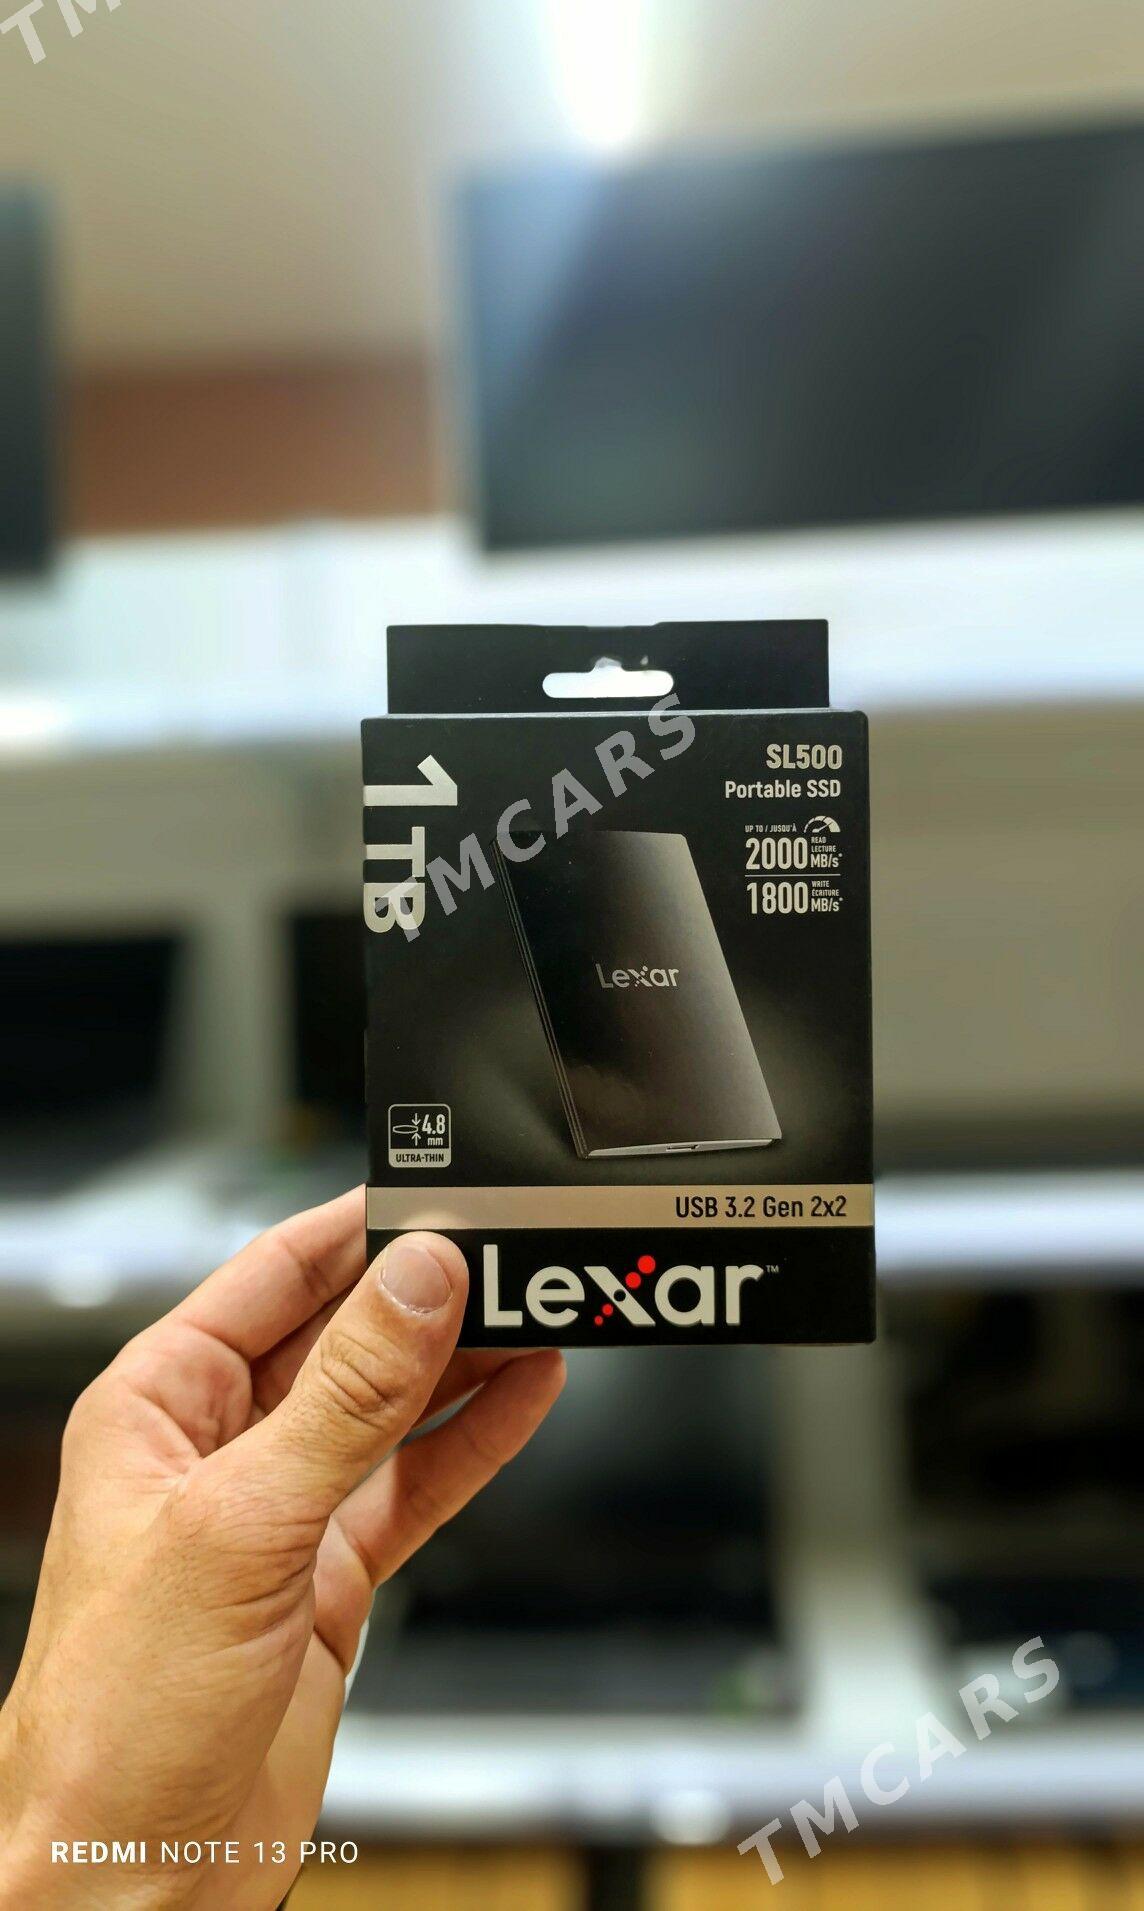 TM
SL500
Portable SSD
1TB
UP TO / JUSQU'À
2000 MB/s*
READ
LECTURE
1800 MB/s*
WRITE
ÉCRITURE
TMCARS
Lexar
4.8
mm
ULTRA-THIN
USB 3.2 Gen 2x2
Lexar™
TMCARS
REDMI NOTE 13 PRO